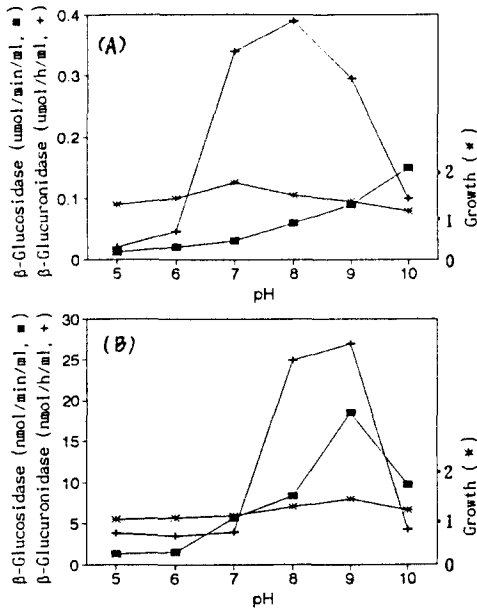 (A)
β-Glucosidase (umol/min/ml, ■)
β-Glucuronidase (umol/h/ml, +)
0.4
0.3
0.2
0.1
0
2
1
0
Growth (*)
5 6 7 8 9 10
pH
(B)
β-Glucosidase (nmol/min/ml, ■)
β-Glucuronidase (nmol/h/ml, +)
30
25
20
15
10
5
0
2
1
0
Growth (*)
5 6 7 8 9 10
pH